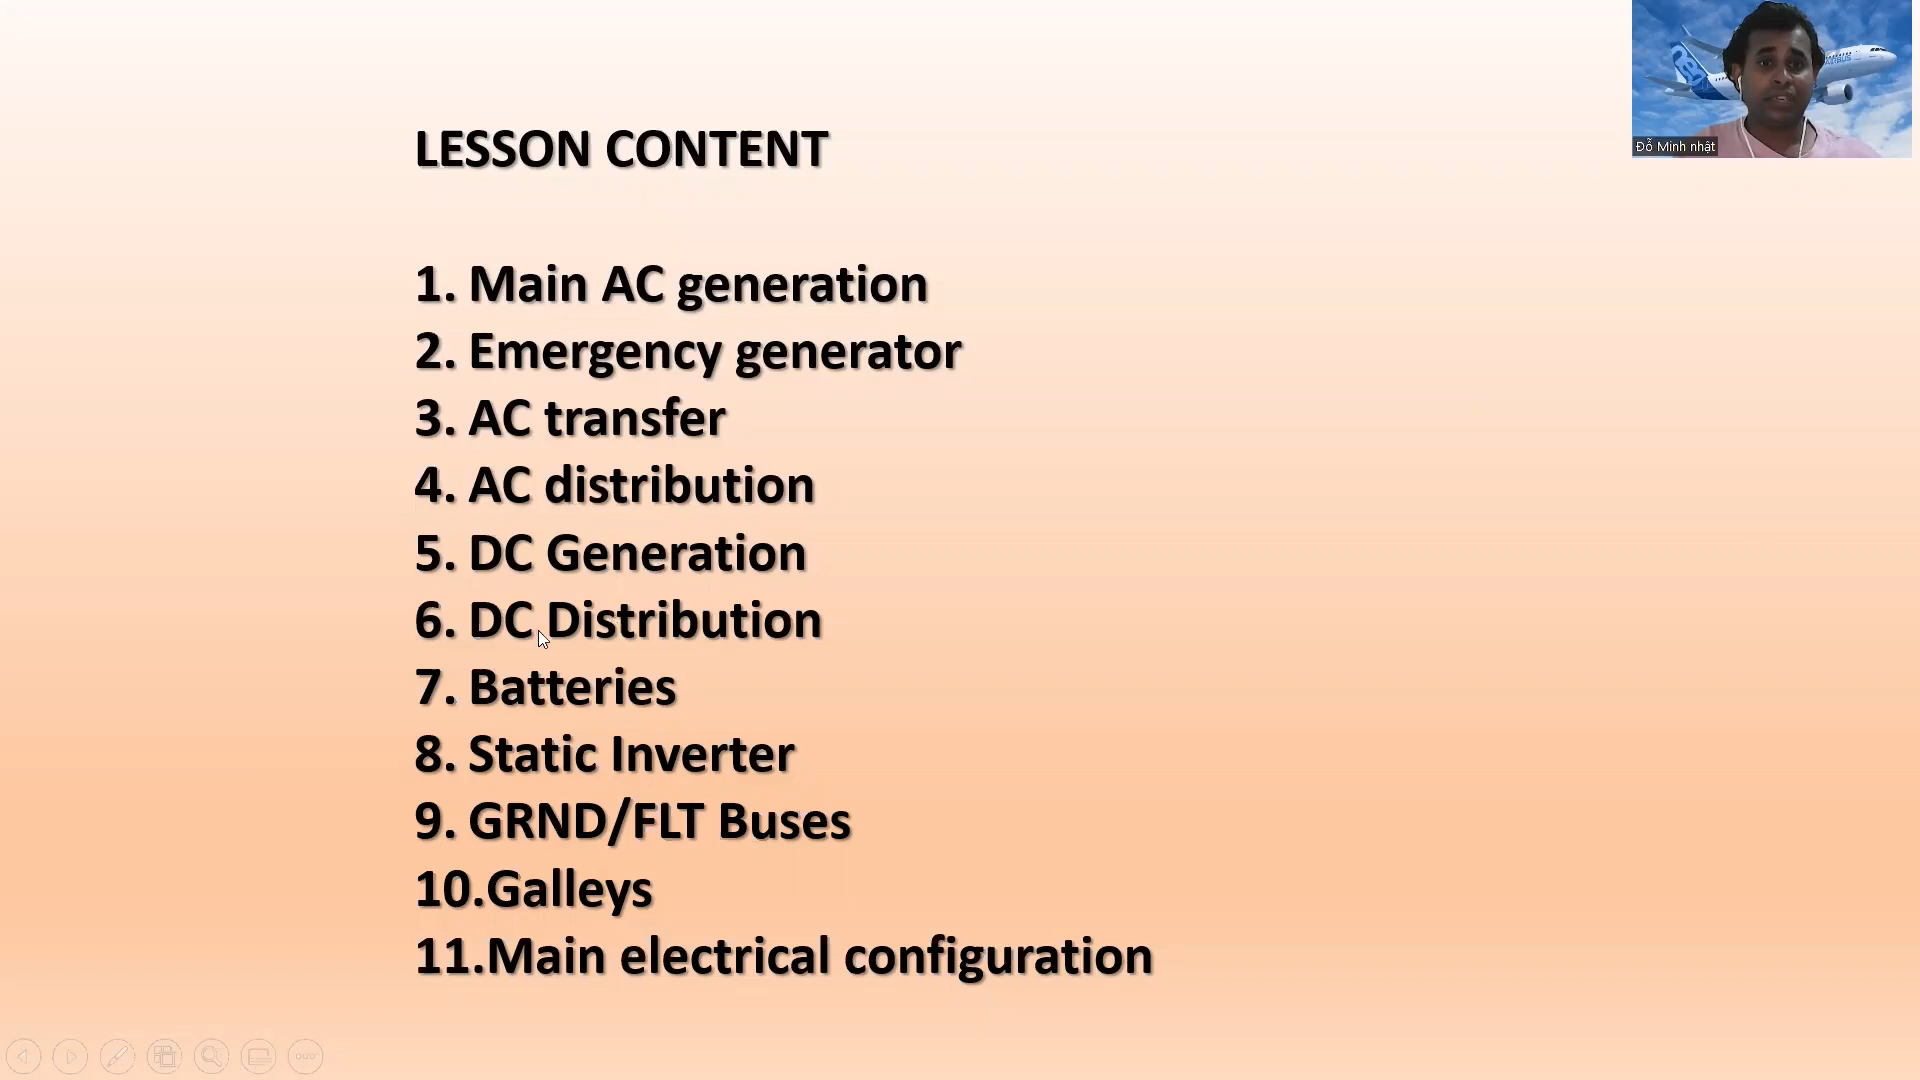 LESSON CONTENT
1. Main AC generation
2. Emergency generator
3. AC transfer
4. AC distribution
5. DC Generation
6. DC Distribution
7. Batteries
8. Static Inverter
9. GRND/FLT Buses
10.Galleys
11.Main electrical configuration
Đỗ Minh nhật